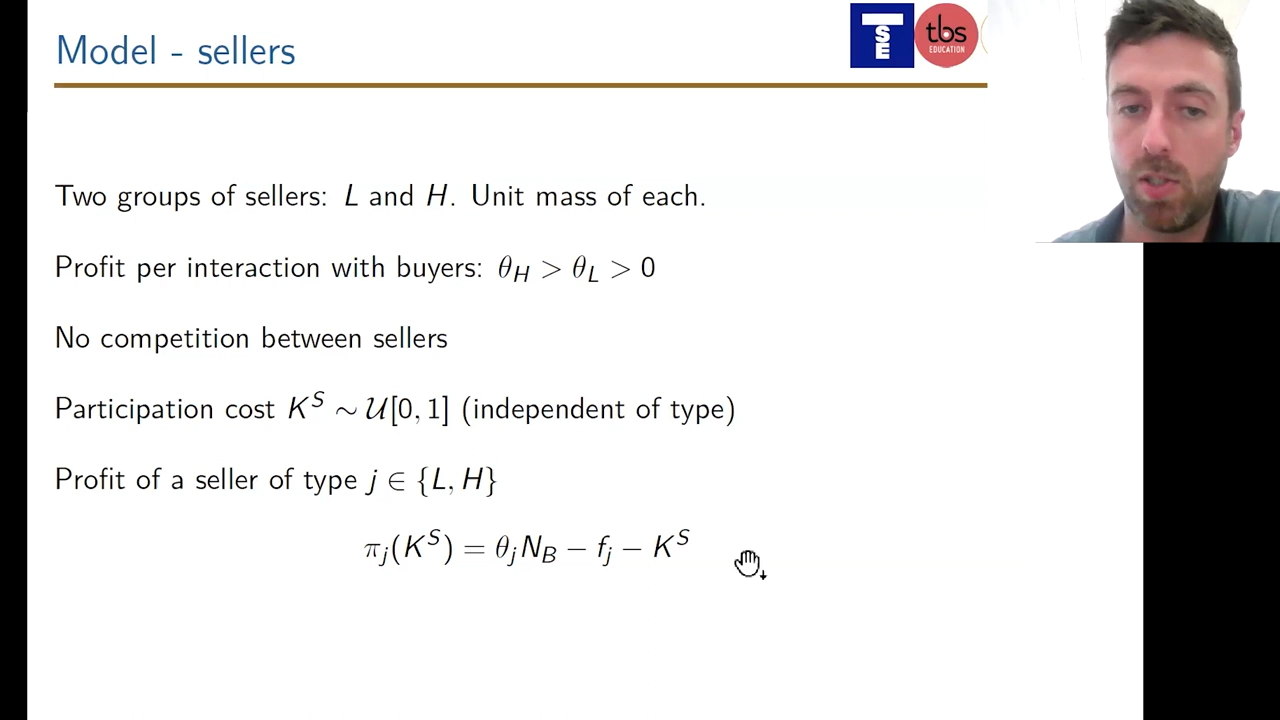 Model - sellers
TSE
tbs
EDUCATION
Two groups of sellers: L and H. Unit mass of each.
Profit per interaction with buyers: θ_H > θ_L > 0
No competition between sellers
Participation cost K^S ∼ 𝒰[0, 1] (independent of type)
Profit of a seller of type j ∈ {L, H}
π_j(K^S) = θ_j N_B − f_j − K^S